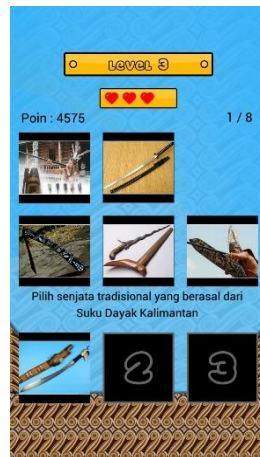 Level 3
Poin : 4575
1 / 8
Pilih senjata tradisional yang berasal dari
Suku Dayak Kalimantan
2
3